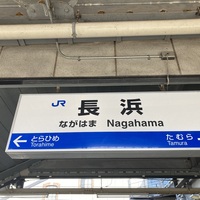 JR 長浜
ながはま Nagahama
← とらひめ たむら →
Torahime Tamura